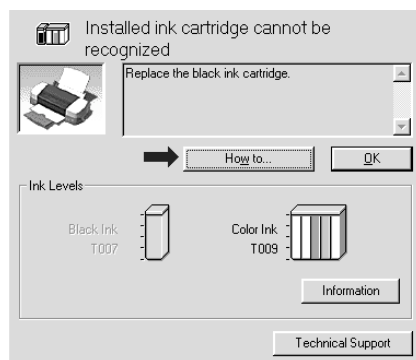 Installed ink cartridge cannot be
recognized
Replace the black ink cartridge.
How to...
OK
Ink Levels
Black Ink
T007
Color Ink
T009
Information
Technical Support